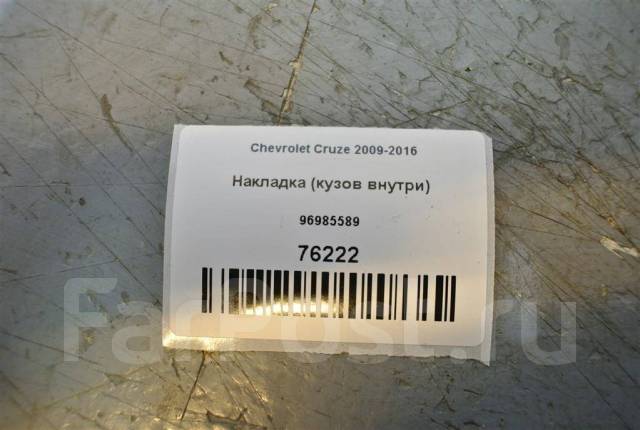 Chevrolet Cruze 2009-2016
Накладка (кузов внутри)
96985589
76222
FarPost.ru